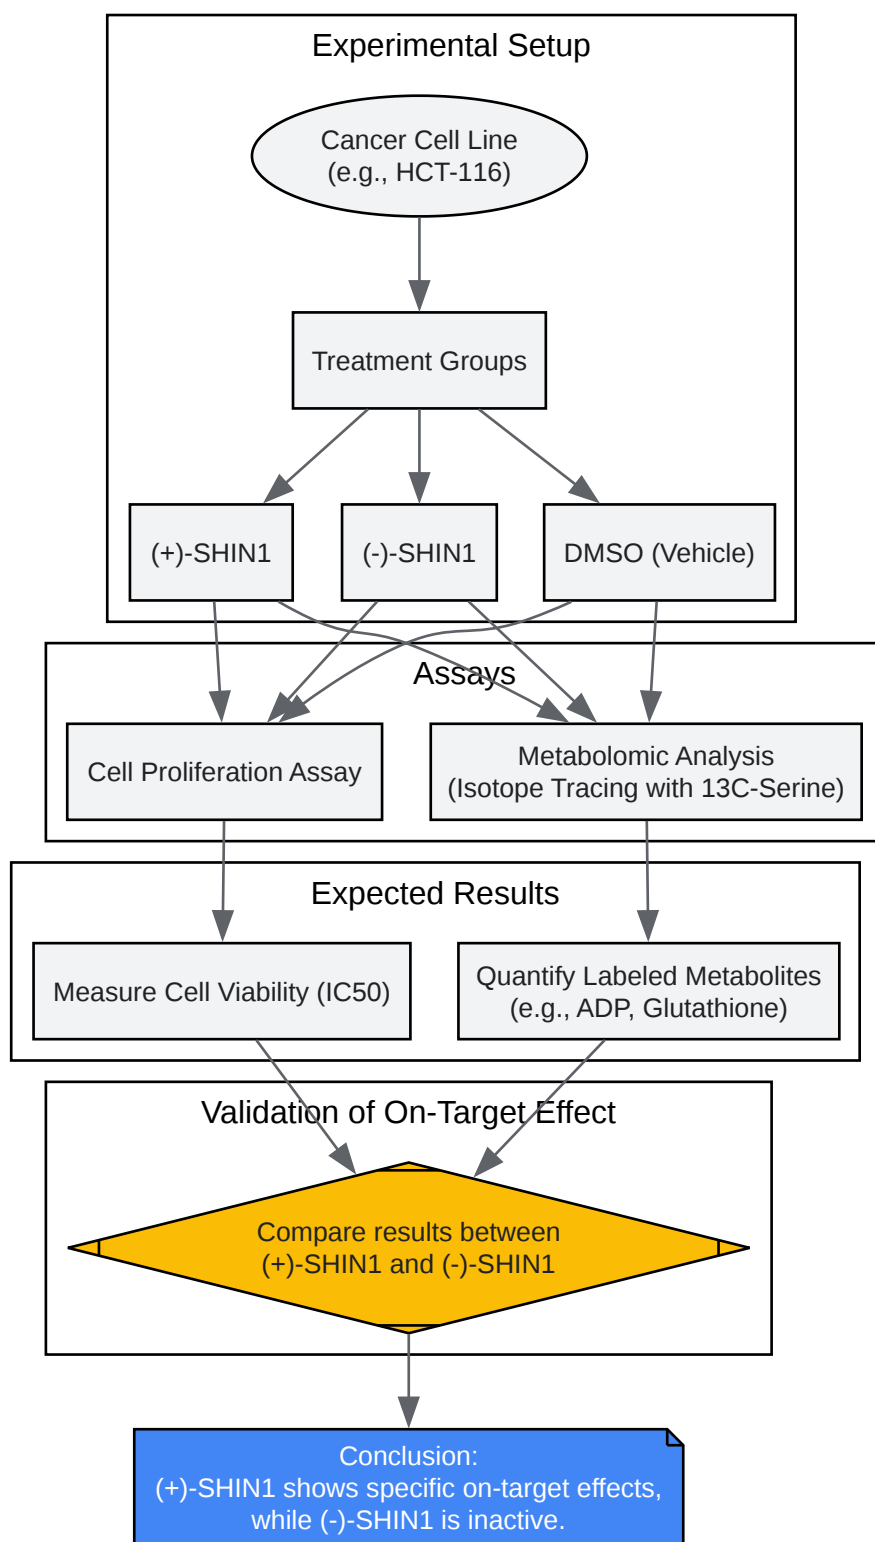 Experimental Setup
Cancer Cell Line
(e.g., HCT-116)
Treatment Groups
(+)-SHIN1
(-)-SHIN1
DMSO (Vehicle)
Assays
Cell Proliferation Assay
Metabolomic Analysis
(Isotope Tracing with 13C-Serine)
Expected Results
Measure Cell Viability (IC50)
Quantify Labeled Metabolites
(e.g., ADP, Glutathione)
Validation of On-Target Effect
Compare results between
(+)-SHIN1 and (-)-SHIN1
Conclusion:
(+)-SHIN1 shows specific on-target effects,
while (-)-SHIN1 is inactive.